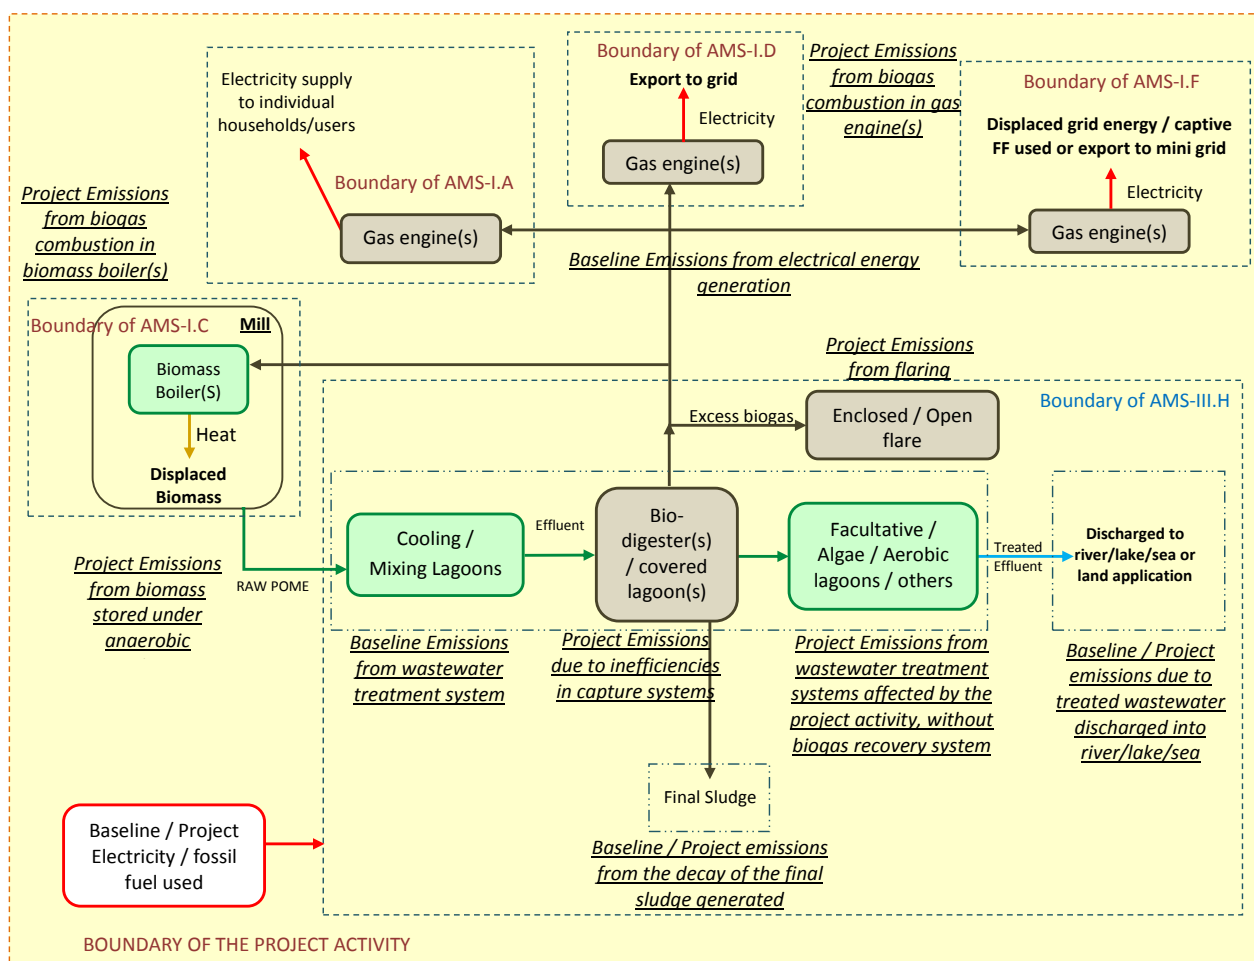 Boundary of AMS-I.D
Export to grid
Electricity
Gas engine(s)
Project Emissions
from biogas
combustion in gas
engine(s)
Boundary of AMS-I.F
Displaced grid energy / captive
FF used or export to mini grid
Electricity
Gas engine(s)
Electricity supply
to individual
households/users
Boundary of AMS-I.A
Gas engine(s)
Project Emissions
from biogas
combustion in
biomass boiler(s)
Baseline Emissions from electrical energy
generation
Boundary of AMS-I.C
Mill
Biomass
Boiler(S)
Heat
Displaced
Biomass
Project Emissions
from flaring
Boundary of AMS-III.H
Excess biogas
Enclosed / Open
flare
Project Emissions
from biomass
stored under
anaerobic
RAW POME
Cooling /
Mixing Lagoons
Effluent
Bio-
digester(s)
/ covered
lagoon(s)
Facultative /
Algae / Aerobic
lagoons / others
Treated
Effluent
Discharged to
river/lake/sea or
land application
Baseline Emissions
from wastewater
treatment system
Project Emissions
due to inefficiencies
in capture systems
Project Emissions from
wastewater treatment
systems affected by the
project activity, without
biogas recovery system
Baseline / Project
emissions due to
treated wastewater
discharged into
river/lake/sea
Final Sludge
Baseline / Project emissions
from the decay of the final
sludge generated
Baseline / Project
Electricity / fossil
fuel used
BOUNDARY OF THE PROJECT ACTIVITY